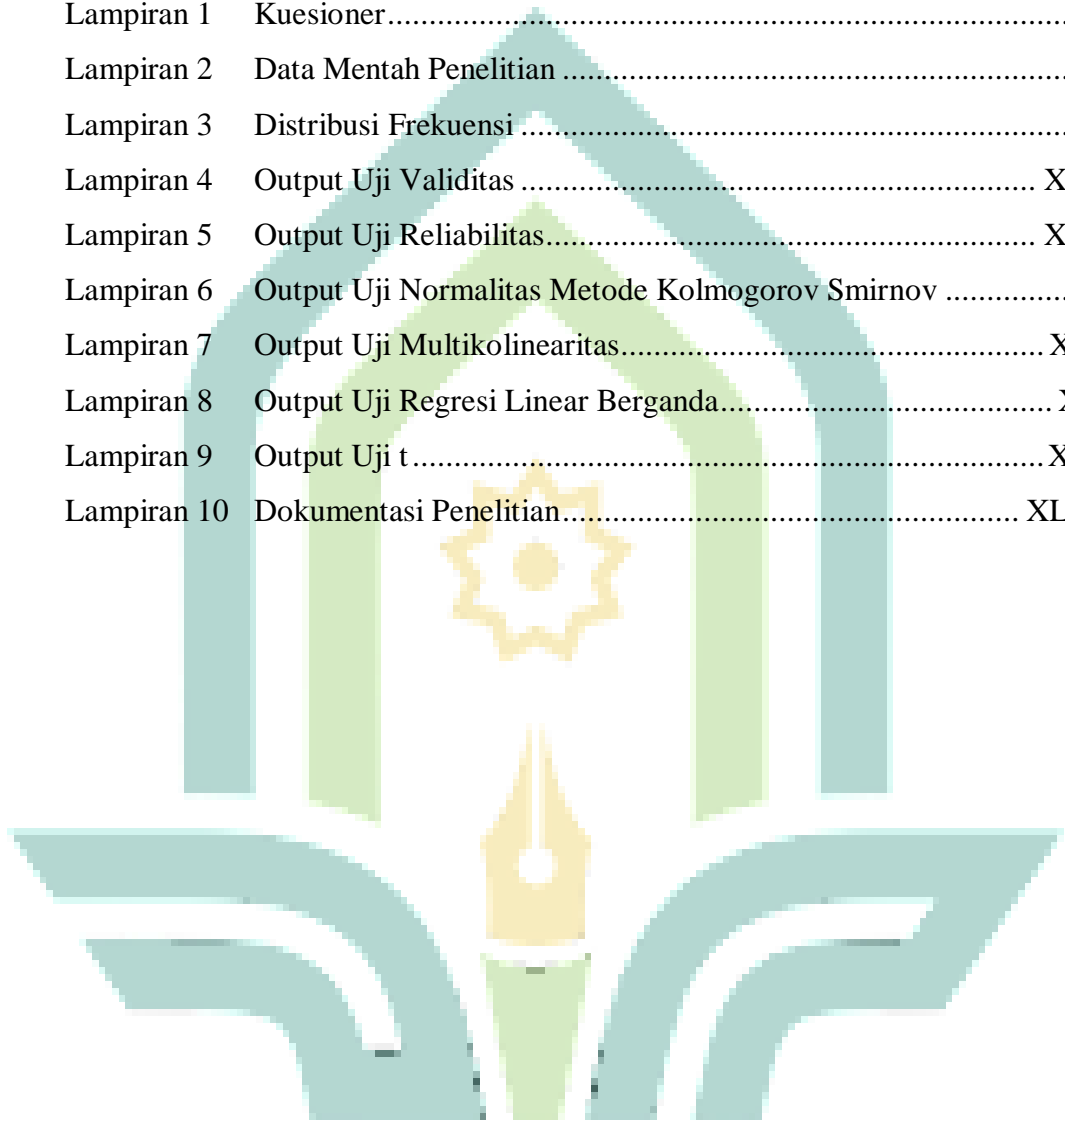 Lampiran 1 Kuesioner....................................................................................
Lampiran 2 Data Mentah Penelitian ..............................................................
Lampiran 3 Distribusi Frekuensi ...................................................................
Lampiran 4 Output Uji Validitas ............................................................... X
Lampiran 5 Output Uji Reliabilitas............................................................ X
Lampiran 6 Output Uji Normalitas Metode Kolmogorov Smirnov ...............
Lampiran 7 Output Uji Multikolinearitas................................................... X
Lampiran 8 Output Uji Regresi Linear Berganda.........................................
Lampiran 9 Output Uji t............................................................................. X
Lampiran 10 Dokumentasi Penelitian....................................................... XL